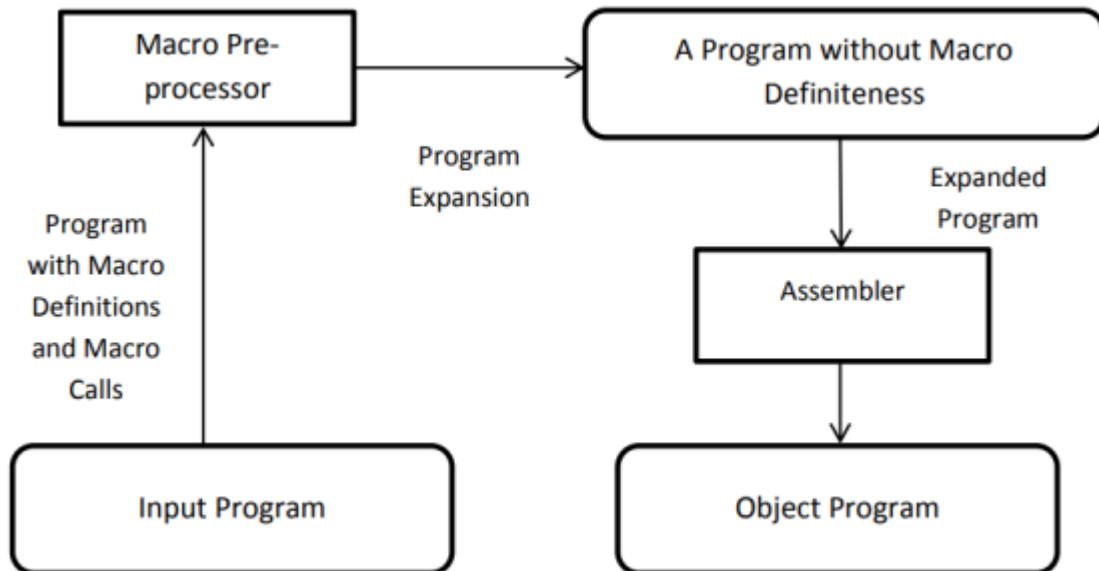 Macro Pre-
processor
A Program without Macro
Definiteness
Program
Expansion
Expanded
Program
Program
with Macro
Definitions
and Macro
Calls
Assembler
Input Program
Object Program